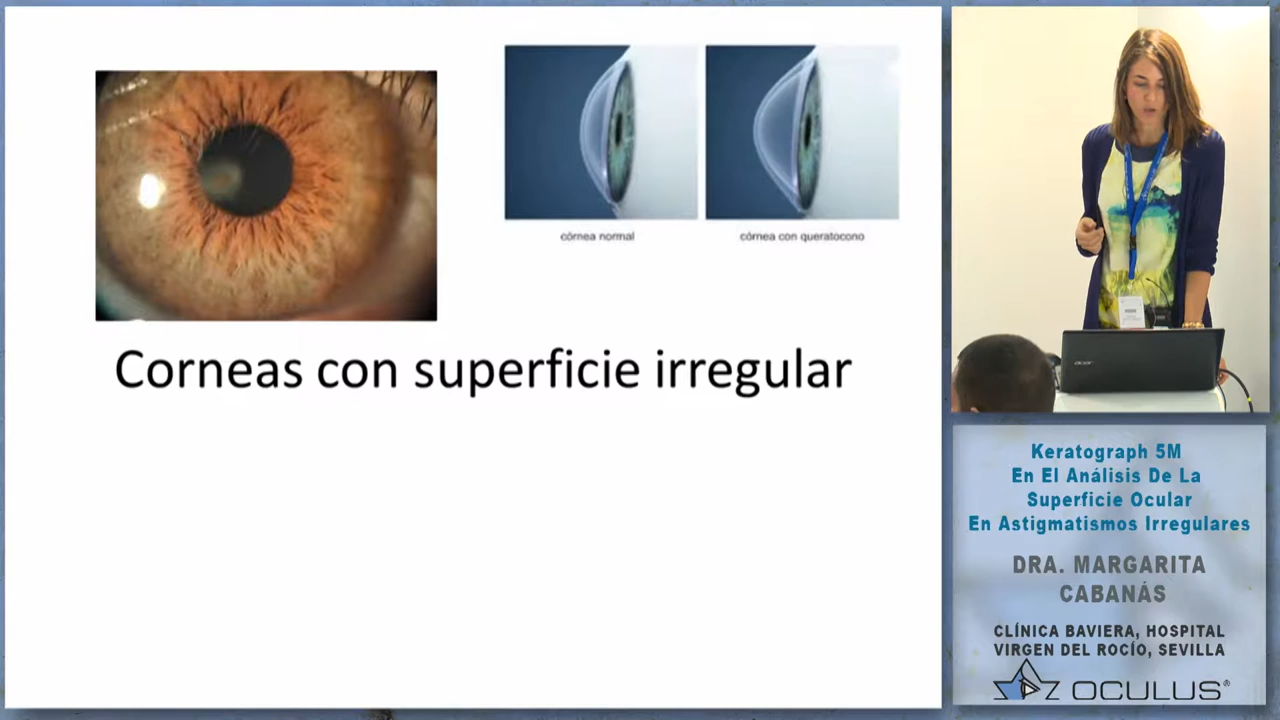 córnea normal
córnea con queratocono
Corneas con superficie irregular
acer
Keratograph 5M
En El Análisis De La
Superficie Ocular
En Astigmatismos Irregulares
DRA. MARGARITA
CABANÁS
CLÍNICA BAVIERA, HOSPITAL
VIRGEN DEL ROCÍO, SEVILLA
OCULUS®